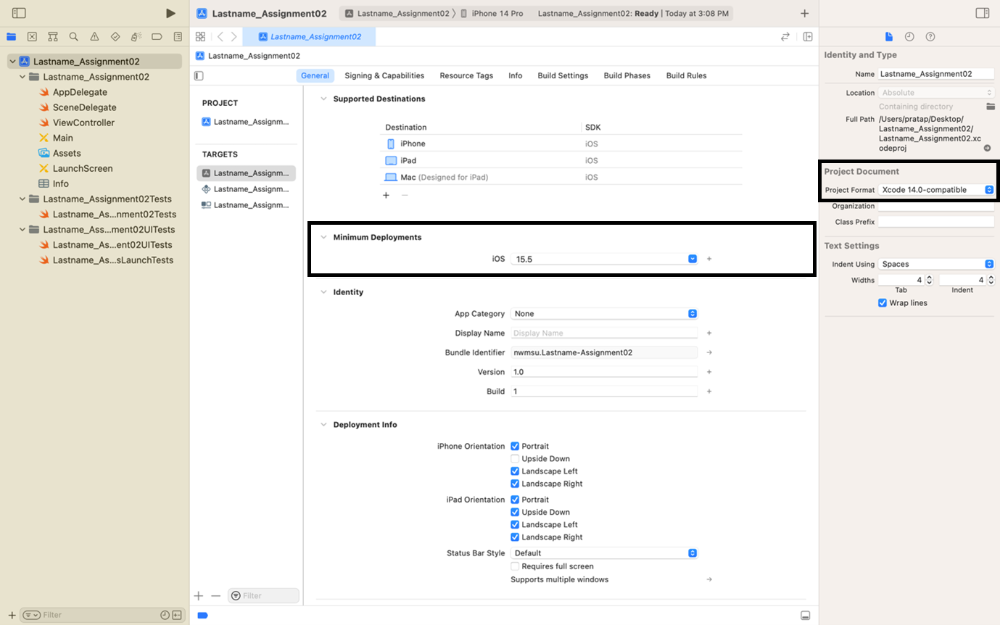 Lastname_Assignment02
Lastname_Assignment02
iPhone 14 Pro
Lastname_Assignment02: Ready | Today at 3:08 PM
Lastname_Assignment02
Lastname_Assignment02
Lastname_Assignment02
AppDelegate
SceneDelegate
ViewController
Main
Assets
LaunchScreen
Info
Lastname_Assignment02Tests
Lastname_As...nment02Tests
Lastname_Ass...ment02UITests
Lastname_As...ent02UITests
Lastname_As...sLaunchTests
Filter
Lastname_Assignment02
General
Signing & Capabilities
Resource Tags
Info
Build Settings
Build Phases
Build Rules
PROJECT
Lastname_Assignm...
TARGETS
Lastname_Assignm...
Lastname_Assignm...
Lastname_Assignm...
Filter
Supported Destinations
Destination SDK
iPhone iOS
iPad iOS
Mac (Designed for iPad) iOS
Minimum Deployments
iOS 15.5
Identity
App Category None
Display Name Display Name
Bundle Identifier nwmsu.Lastname-Assignment02
Version 1.0
Build 1
Deployment Info
iPhone Orientation Portrait
Upside Down
Landscape Left
Landscape Right
iPad Orientation Portrait
Upside Down
Landscape Left
Landscape Right
Status Bar Style Default
Requires full screen
Supports multiple windows
Identity and Type
Name Lastname_Assignment02
Location Absolute
Containing directory
Full Path /Users/pratap/Desktop/
Lastname_Assignment02/
Lastname_Assignment02.xc
odeproj
Project Document
Project Format Xcode 14.0-compatible
Organization
Class Prefix
Text Settings
Indent Using Spaces
Widths 4 4
Tab Indent
Wrap lines